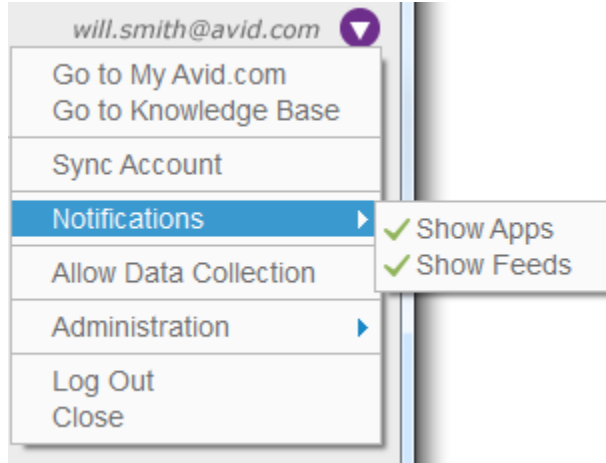 will.smith@avid.com
Go to My Avid.com
Go to Knowledge Base
Sync Account
Notifications
Show Apps
Show Feeds
Allow Data Collection
Administration
Log Out
Close